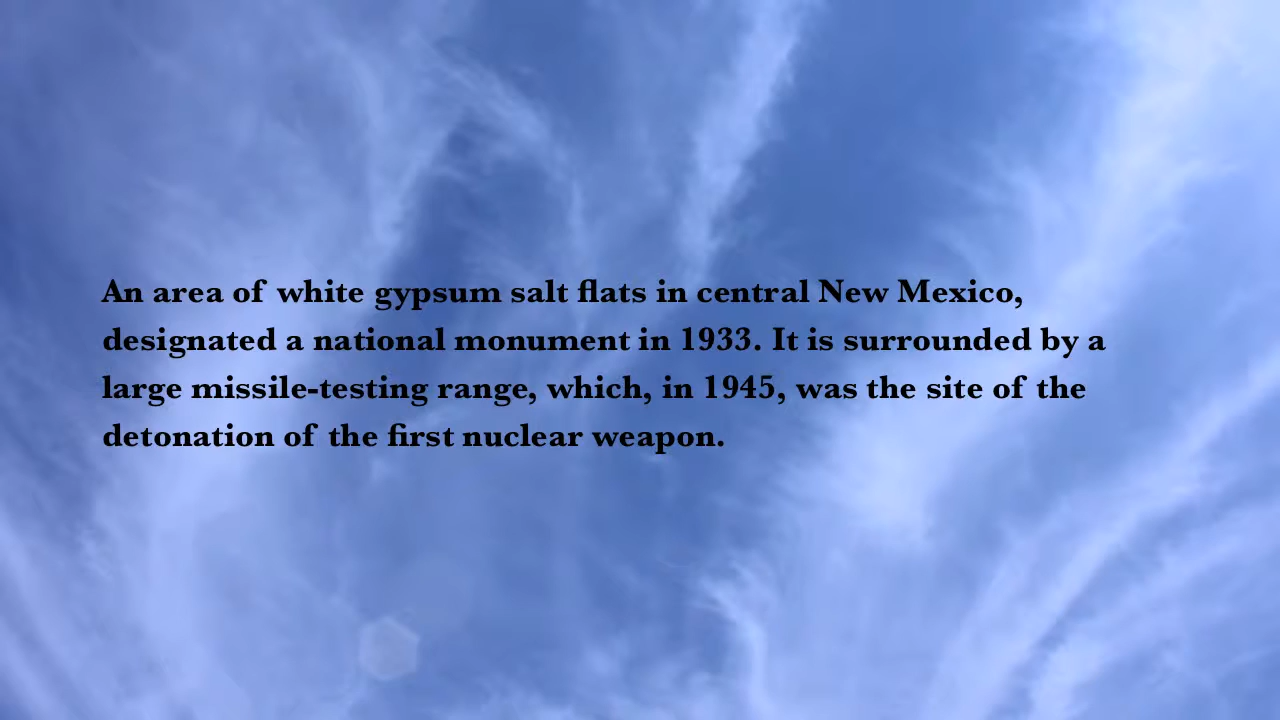 An area of white gypsum salt flats in central New Mexico,
designated a national monument in 1933. It is surrounded by a
large missile-testing range, which, in 1945, was the site of the
detonation of the first nuclear weapon.